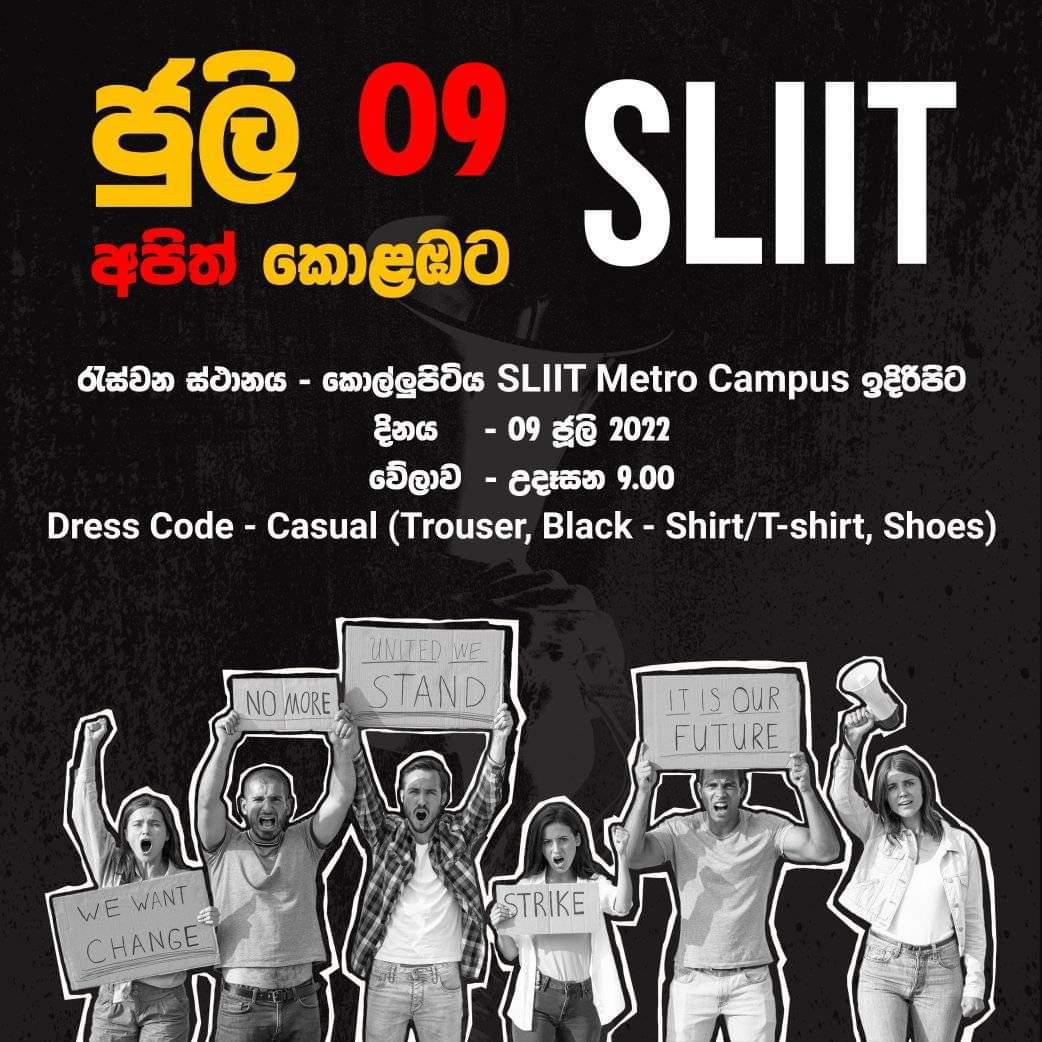 ජුලි 09
අපිත් කොළඹට
SLIIT
රැස්වන ස්ථානය - කොල්ලුපිටිය SLIIT Metro Campus ඉදිරිපිට
දිනය - 09 ජූලි 2022
වේලාව - උදෑසන 9.00
Dress Code - Casual (Trouser, Black - Shirt/T-shirt, Shoes)
UNITED WE
STAND
NO MORE
IT IS OUR
FUTURE
WE WANT
CHANGE
STRIKE